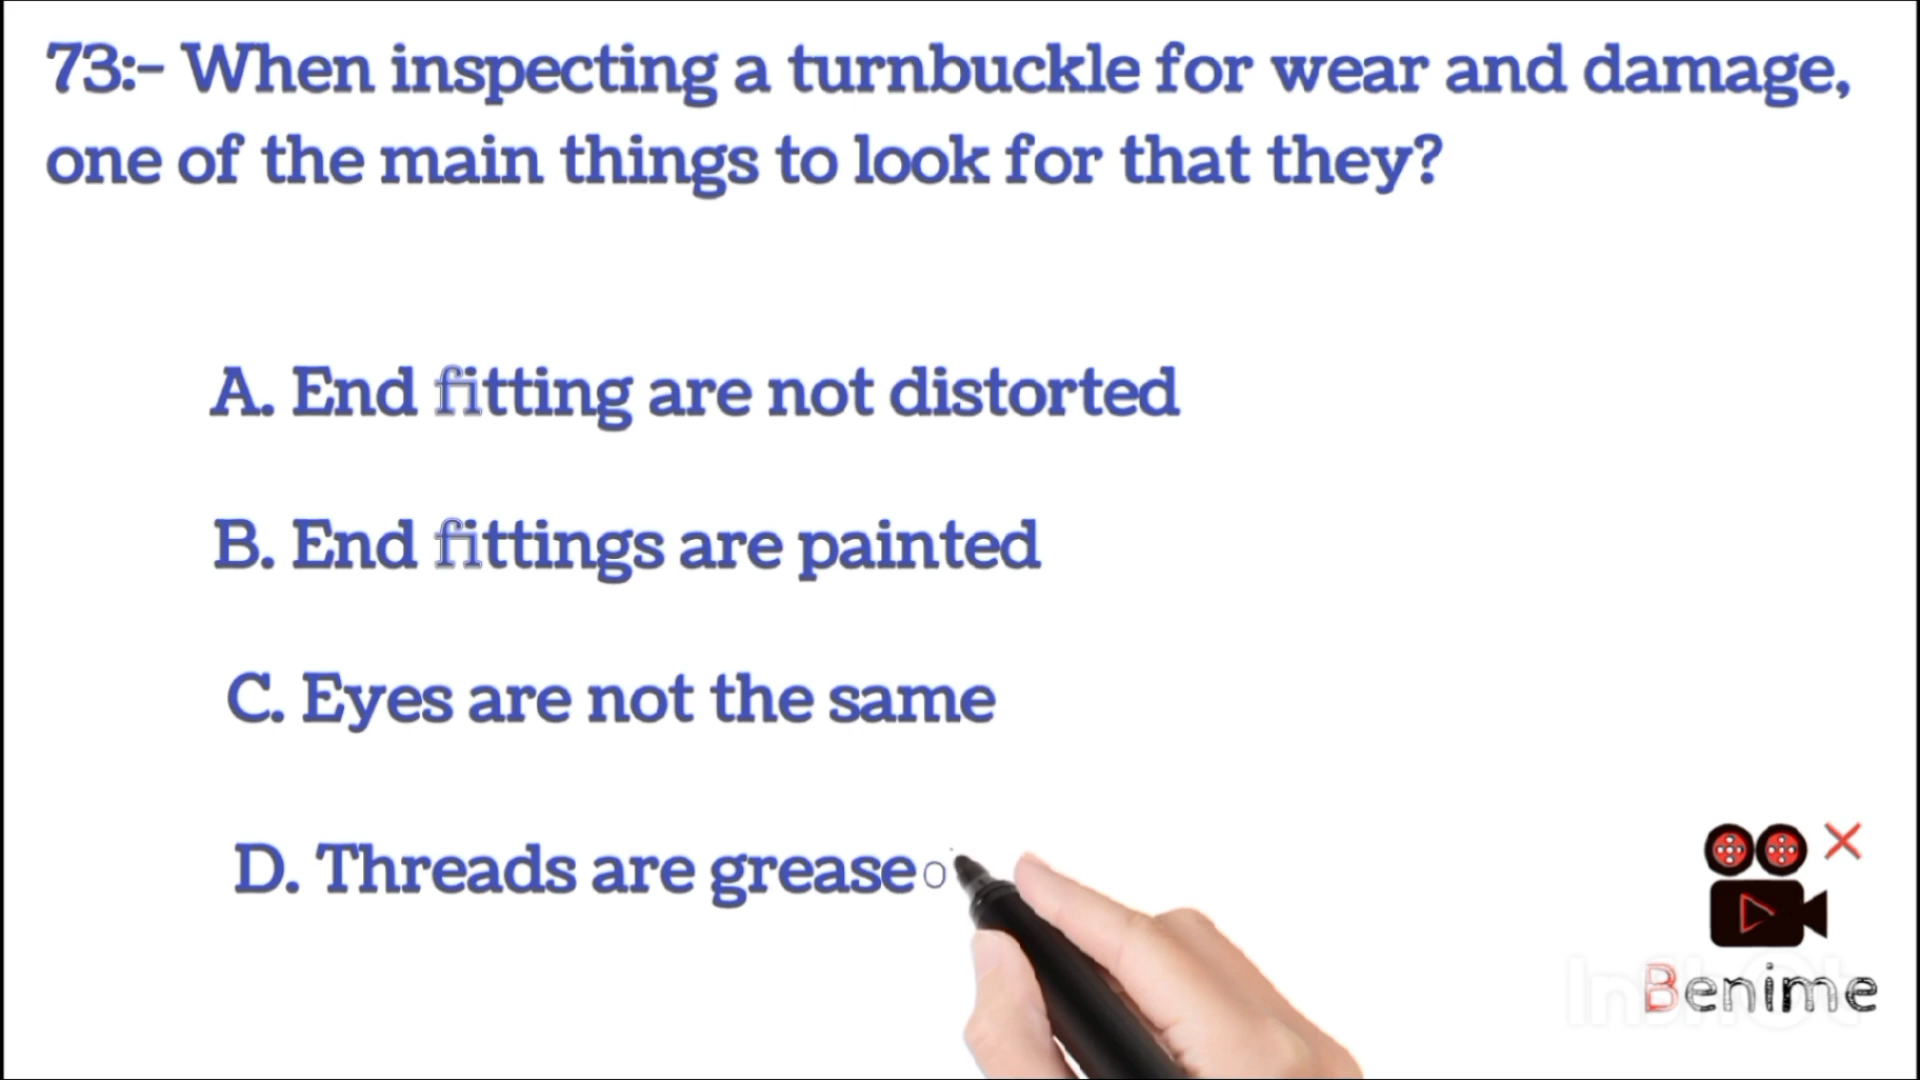 73:- When inspecting a turnbuckle for wear and damage,
one of the main things to look for that they?
A. End fitting are not distorted
B. End fittings are painted
C. Eyes are not the same
D. Threads are grease
InShot
Benime